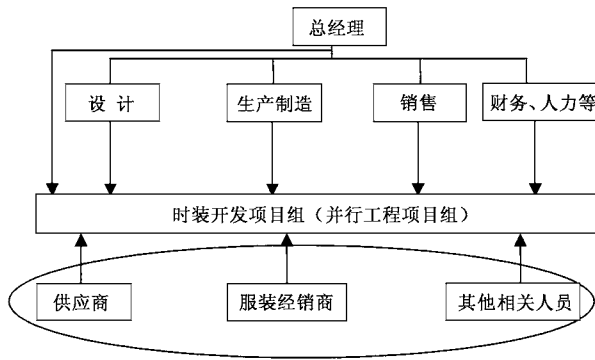 总经理
设计
生产制造
销售
财务、人力等
时装开发项目组（并行工程项目组）
供应商
服装经销商
其他相关人员